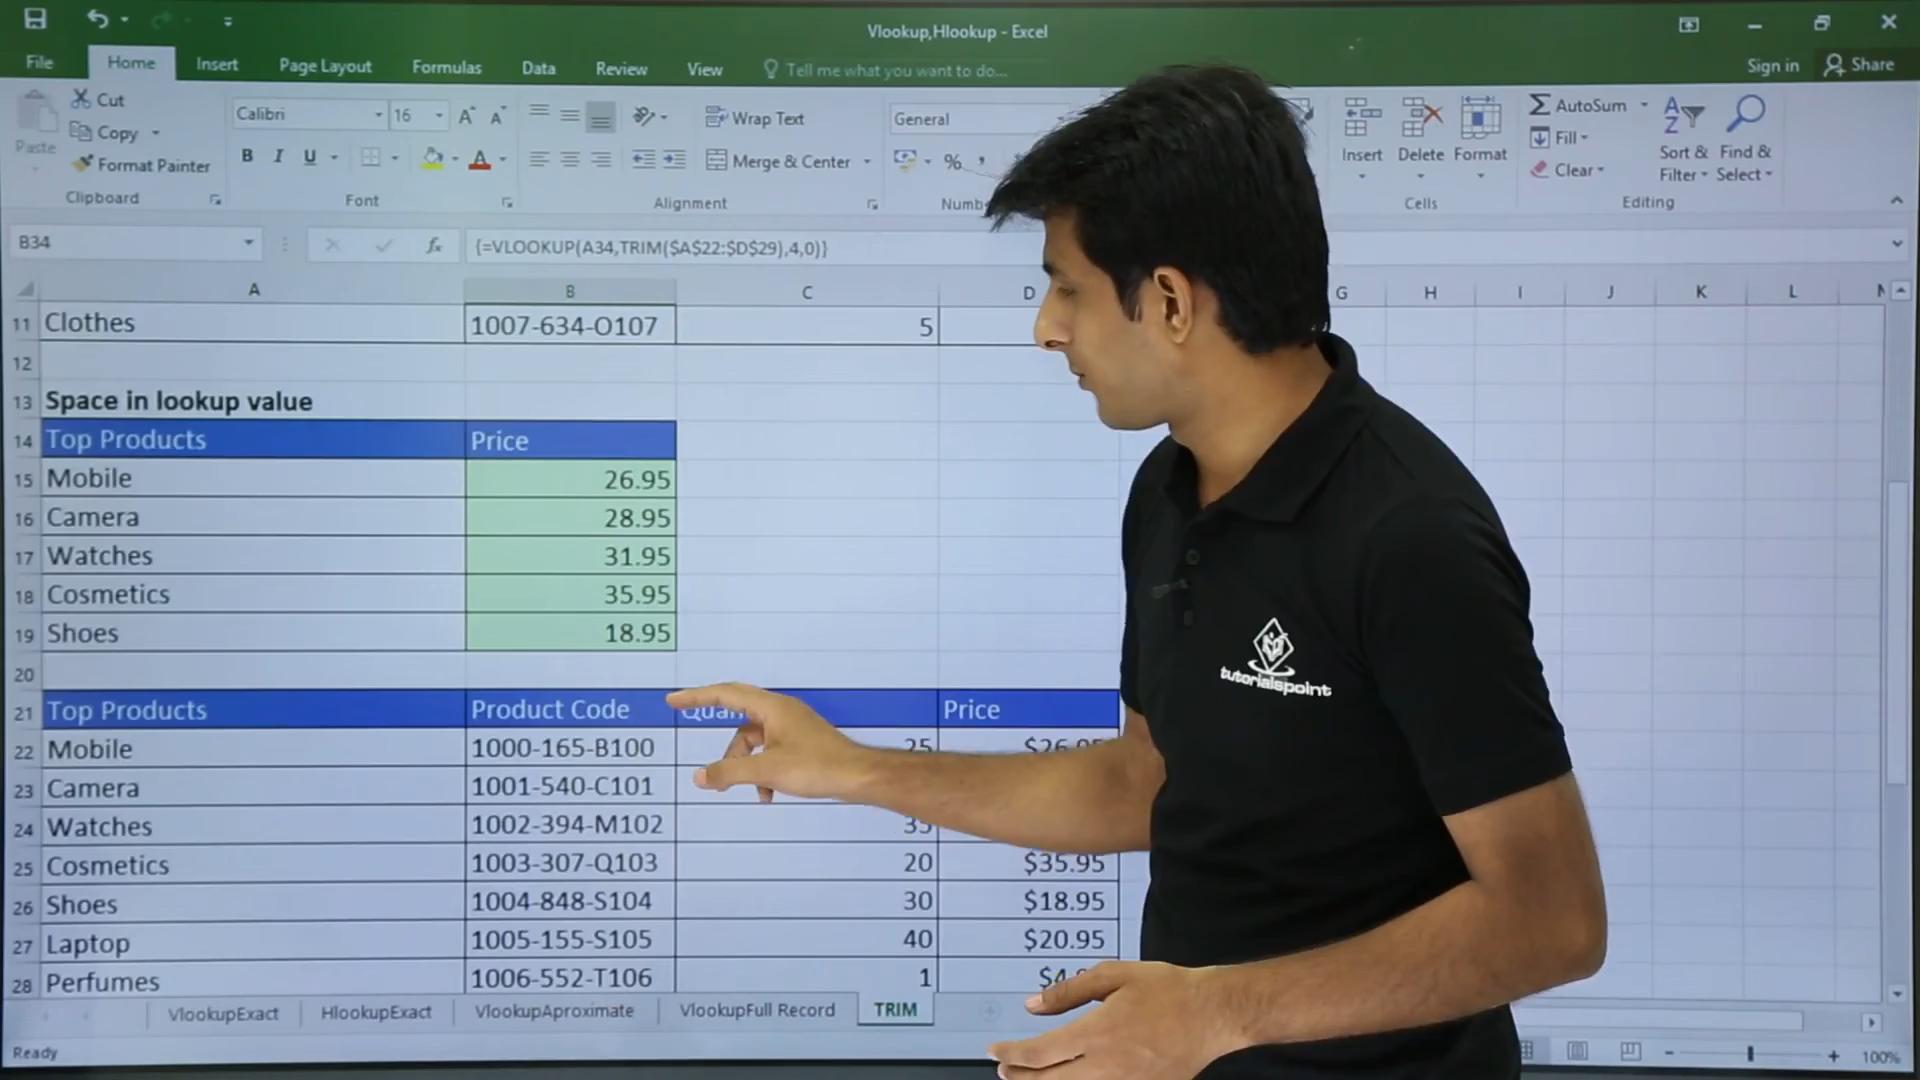 Vlookup,Hlookup - Excel
File Home Insert Page Layout Formulas Data Review View Tell me what you want to do... Sign in Share
Paste Cut Copy Format Painter Clipboard
Calibri 16 A A B I U A Font
Wrap Text Merge & Center Alignment
General % , Numb
Insert Delete Format Cells
AutoSum Fill Clear Sort & Filter Find & Select Editing
B34 fx {=VLOOKUP(A34,TRIM($A$22:$D$29),4,0)}
A B C D G H I J K L
11 Clothes 1007-634-O107 5
12
13 Space in lookup value
14 Top Products Price
15 Mobile 26.95
16 Camera 28.95
17 Watches 31.95
18 Cosmetics 35.95
19 Shoes 18.95
20
21 Top Products Product Code Price
22 Mobile 1000-165-B100 25 $26.95
23 Camera 1001-540-C101
24 Watches 1002-394-M102 35
25 Cosmetics 1003-307-Q103 20 $35.95
26 Shoes 1004-848-S104 30 $18.95
27 Laptop 1005-155-S105 40 $20.95
28 Perfumes 1006-552-T106 1
VlookupExact HlookupExact VlookupAproximate VlookupFull Record TRIM
Ready 100%
tutorialspoint